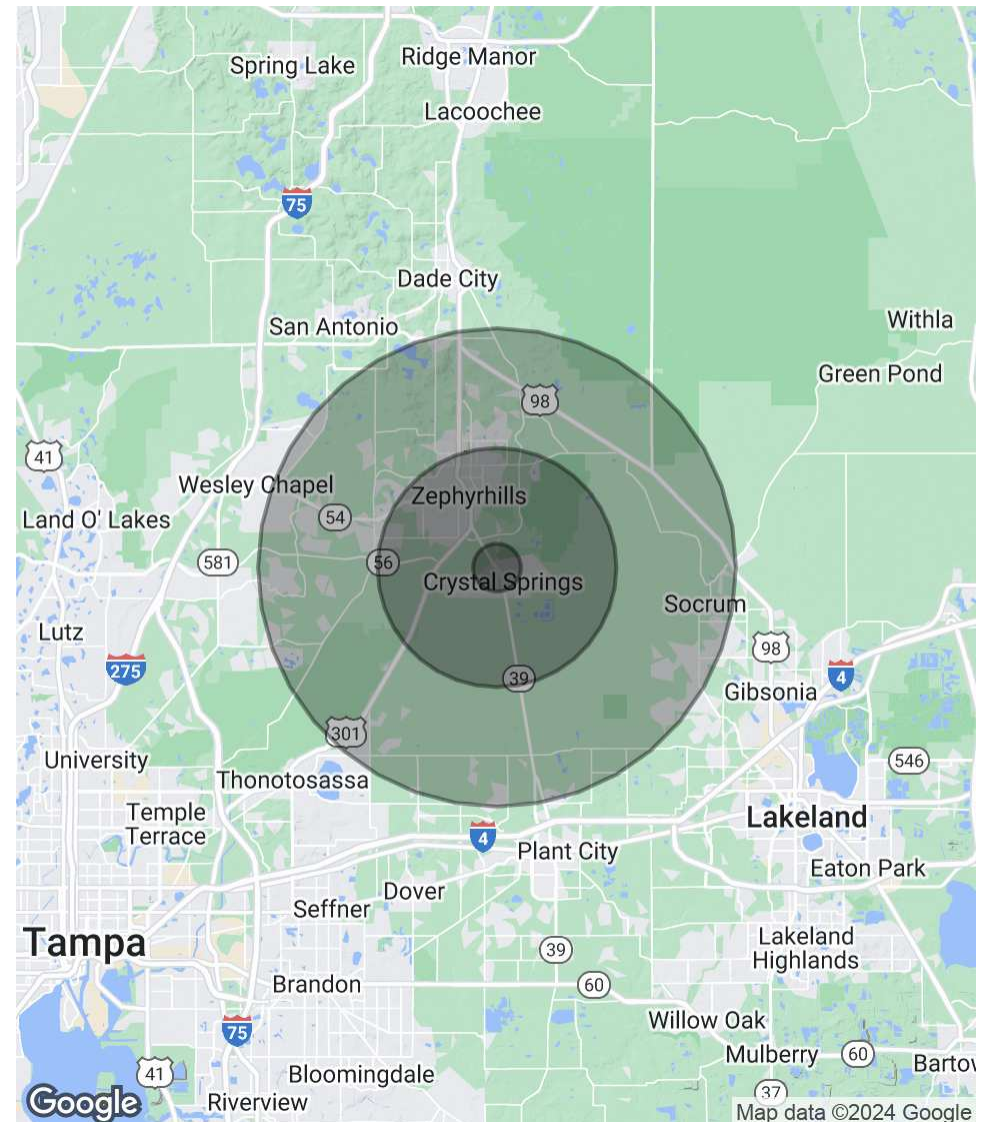 Ridge Manor
Spring Lake
Lacoochee
75
Dade City
San Antonio
Withla
Green Pond
98
41
Wesley Chapel
Zephyrhills
54
Land O' Lakes
581
56
Crystal Springs
Socrum
Lutz
98
275
39
4
Gibsonia
301
University
546
Thonotosassa
Temple
Terrace
Lakeland
4
Plant City
Eaton Park
Dover
Seffner
Tampa
Lakeland
Highlands
39
Brandon
60
Willow Oak
75
Mulberry
60
Bartow
41
Bloomingdale
37
Riverview
Google
Map data ©2024 Google